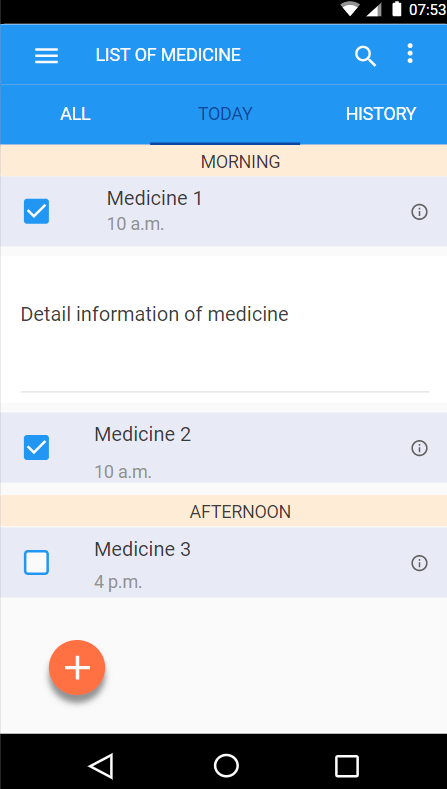 07:53
LIST OF MEDICINE
ALL TODAY HISTORY
MORNING
Medicine 1
10 a.m.
Detail information of medicine
Medicine 2
10 a.m.
AFTERNOON
Medicine 3
4 p.m.